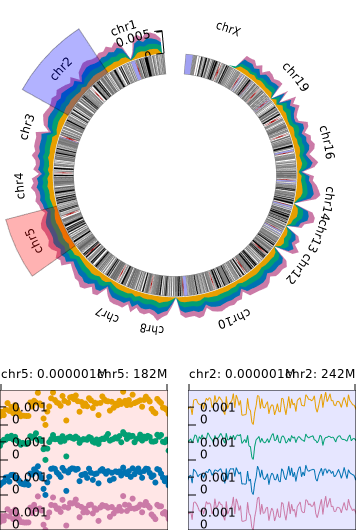 chr1
chrX
0.005
0
chr2
chr19
chr3
chr16
chr4
chr14
chr13
chr5
chr12
chr7
chr8
chr10
chr5: 0.000001M
chr5: 182M
chr2: 0.000001M
chr2: 242M
0.001
0
0.001
0
0.001
0
0.001
0
0.001
0
0.001
0
0.001
0
0.001
0